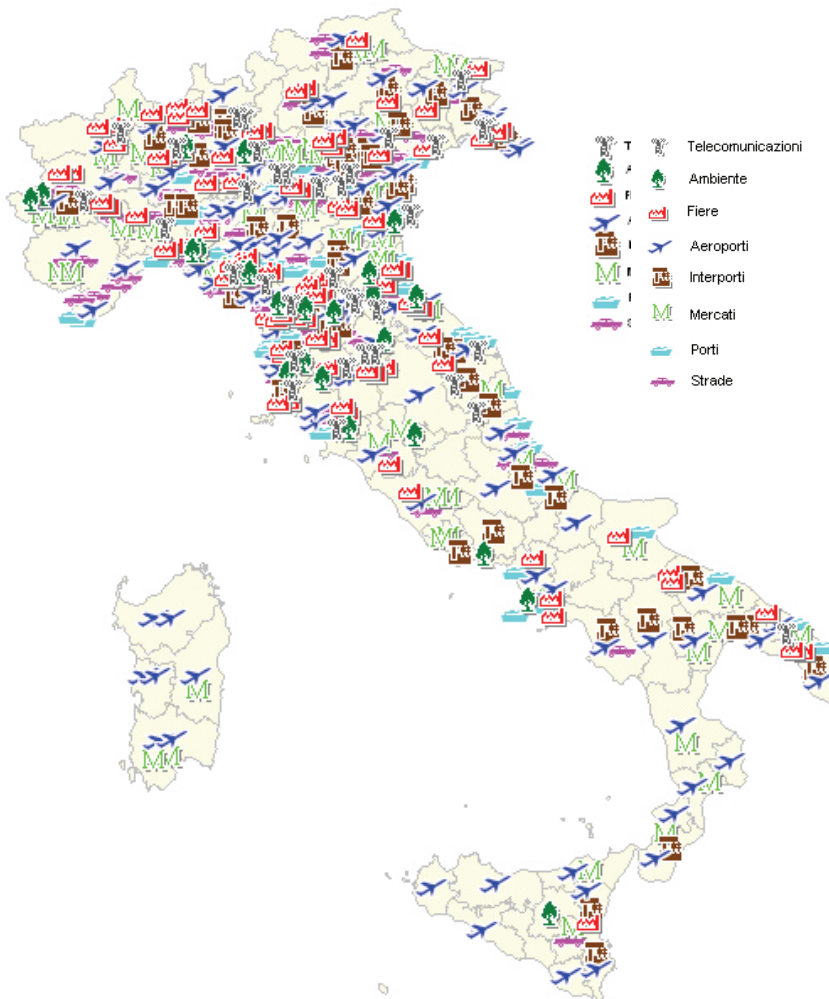 Telecomunicazioni
Ambiente
Fiere
Aeroporti
Interporti
Mercati
Porti
Strade